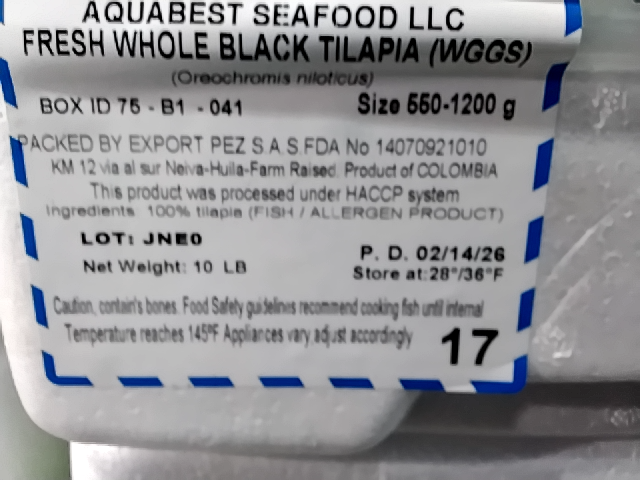 AQUABEST SEAFOOD LLC
FRESH WHOLE BLACK TILAPIA (WGGS)
(Oreochromis niloticus)
BOX ID 75 - B1 - 041
Size 550-1200 g
PACKED BY EXPORT PEZ S A S.FDA No 14070921010
KM 12 via al sur Neiva-Huila-Farm Raised. Product of COLOMBIA
This product was processed under HACCP system
Ingredients 100% tilapia (FISH / ALLERGEN PRODUCT)
LOT: JNE0
P. D. 02/14/26
Net Weight: 10 LB
Store at:28°/36°F
Caution, contain's bones. Food Safety guidelinvs recommend cooking fish until internal
Temperature reaches 145ºF Appliances vary,adjust accordingly
17